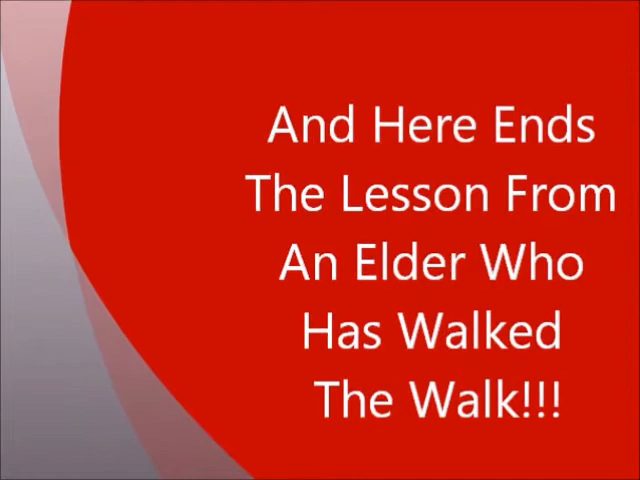 And Here Ends
The Lesson From
An Elder Who
Has Walked
The Walk!!!